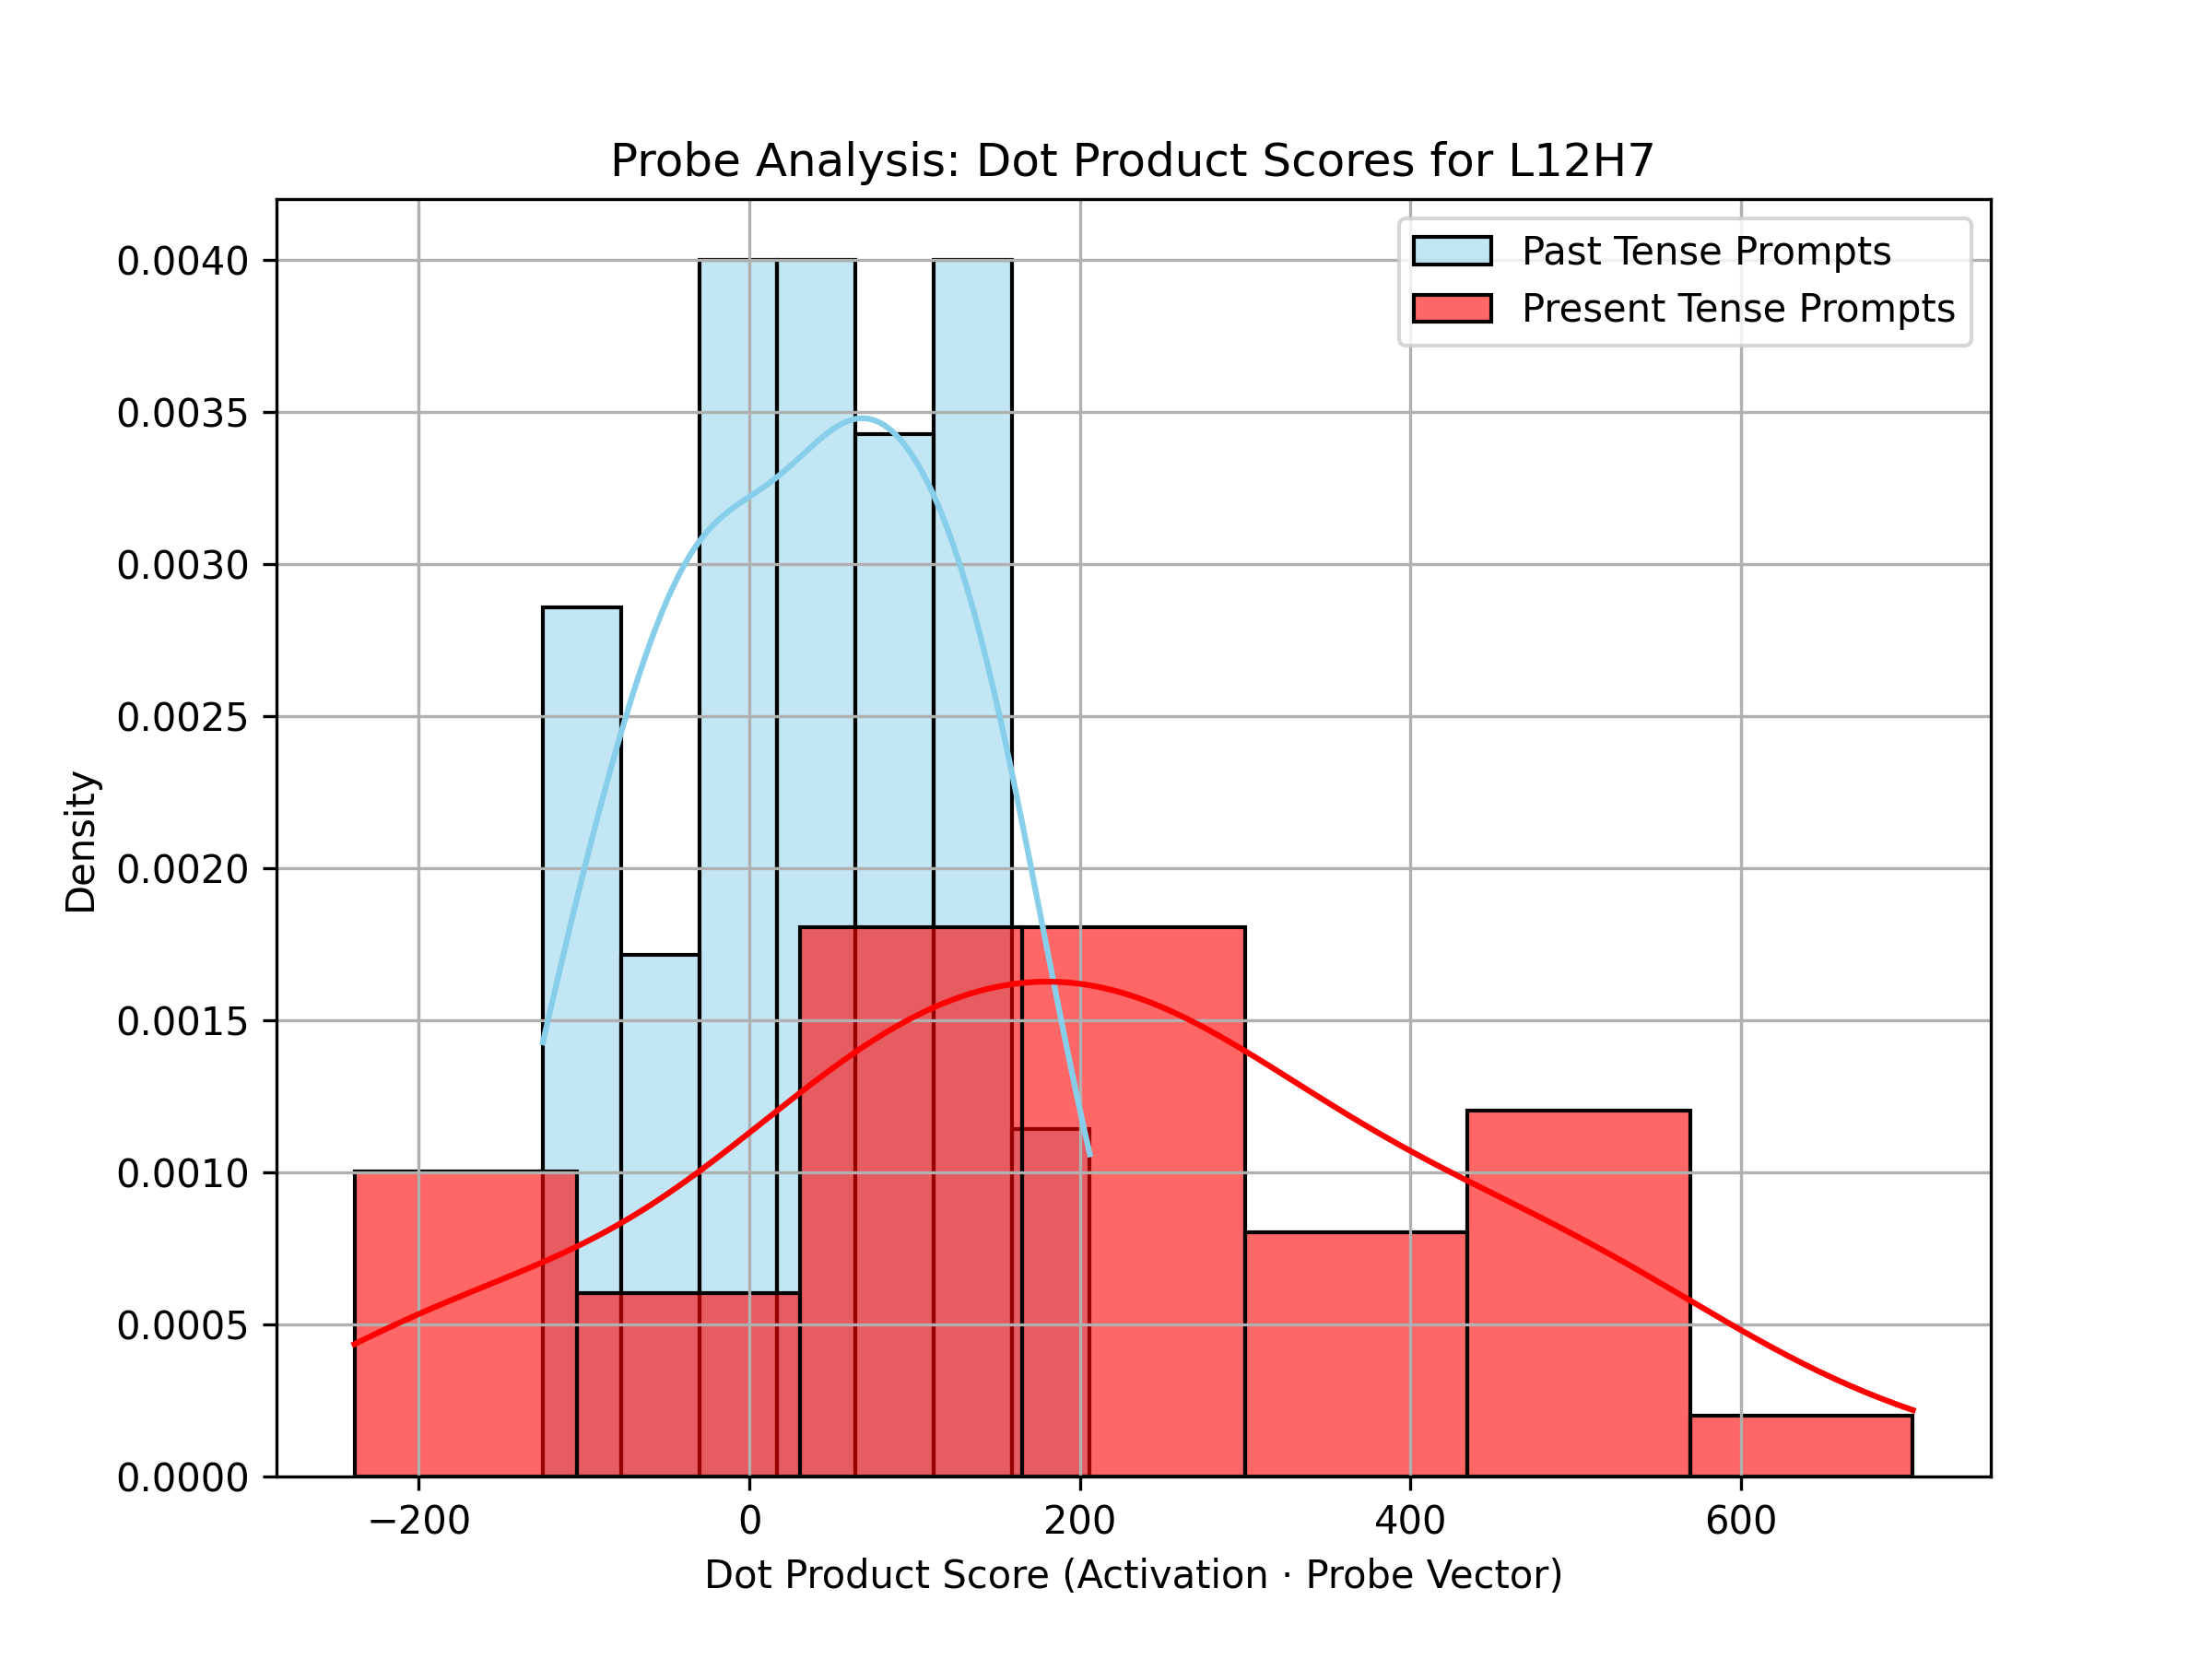 Probe Analysis: Dot Product Scores for L12H7
Past Tense Prompts
Present Tense Prompts
Density
0.0040
0.0035
0.0030
0.0025
0.0020
0.0015
0.0010
0.0005
0.0000
−200 0 200 400 600
Dot Product Score (Activation · Probe Vector)